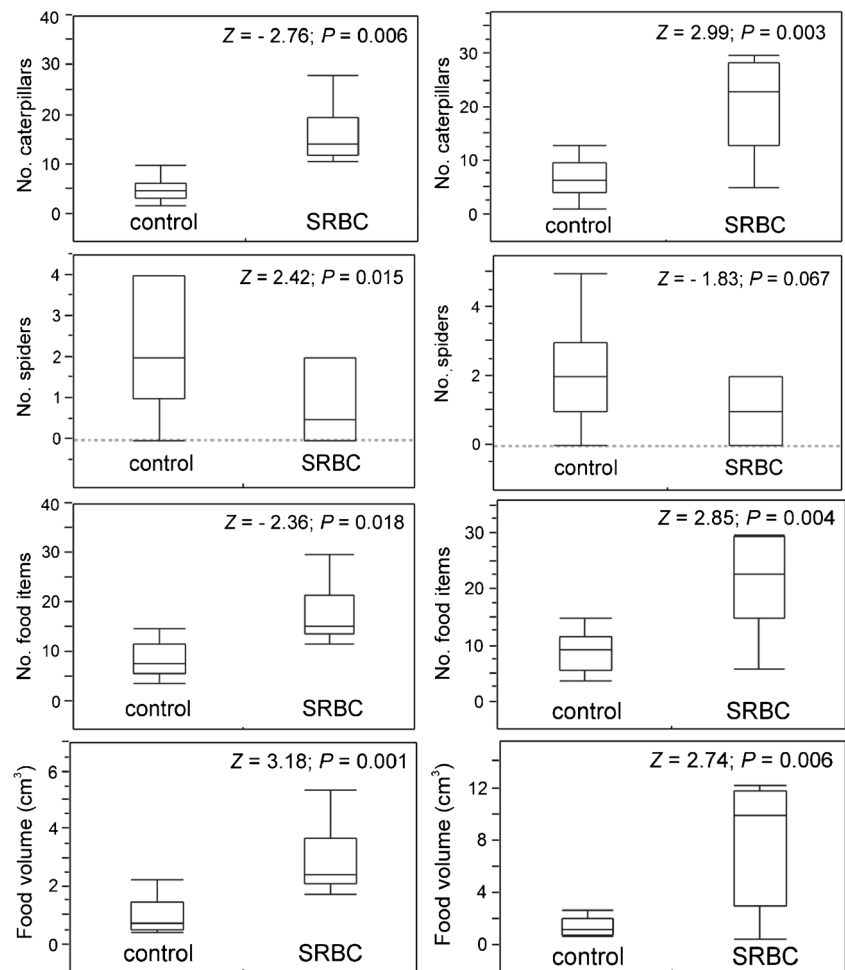 No. caterpillars
40
30
20
10
0
Z = - 2.76; P = 0.006
control
SRBC
No. caterpillars
30
20
10
0
Z = 2.99; P = 0.003
control
SRBC
No. spiders
4
3
2
1
0
Z = 2.42; P = 0.015
control
SRBC
No. spiders
4
2
0
Z = - 1.83; P = 0.067
control
SRBC
No. food items
40
30
20
10
0
Z = - 2.36; P = 0.018
control
SRBC
No. food items
30
20
10
0
Z = 2.85; P = 0.004
control
SRBC
Food volume (cm³)
6
4
2
0
Z = 3.18; P = 0.001
control
SRBC
Food volume (cm³)
12
8
4
0
Z = 2.74; P = 0.006
control
SRBC